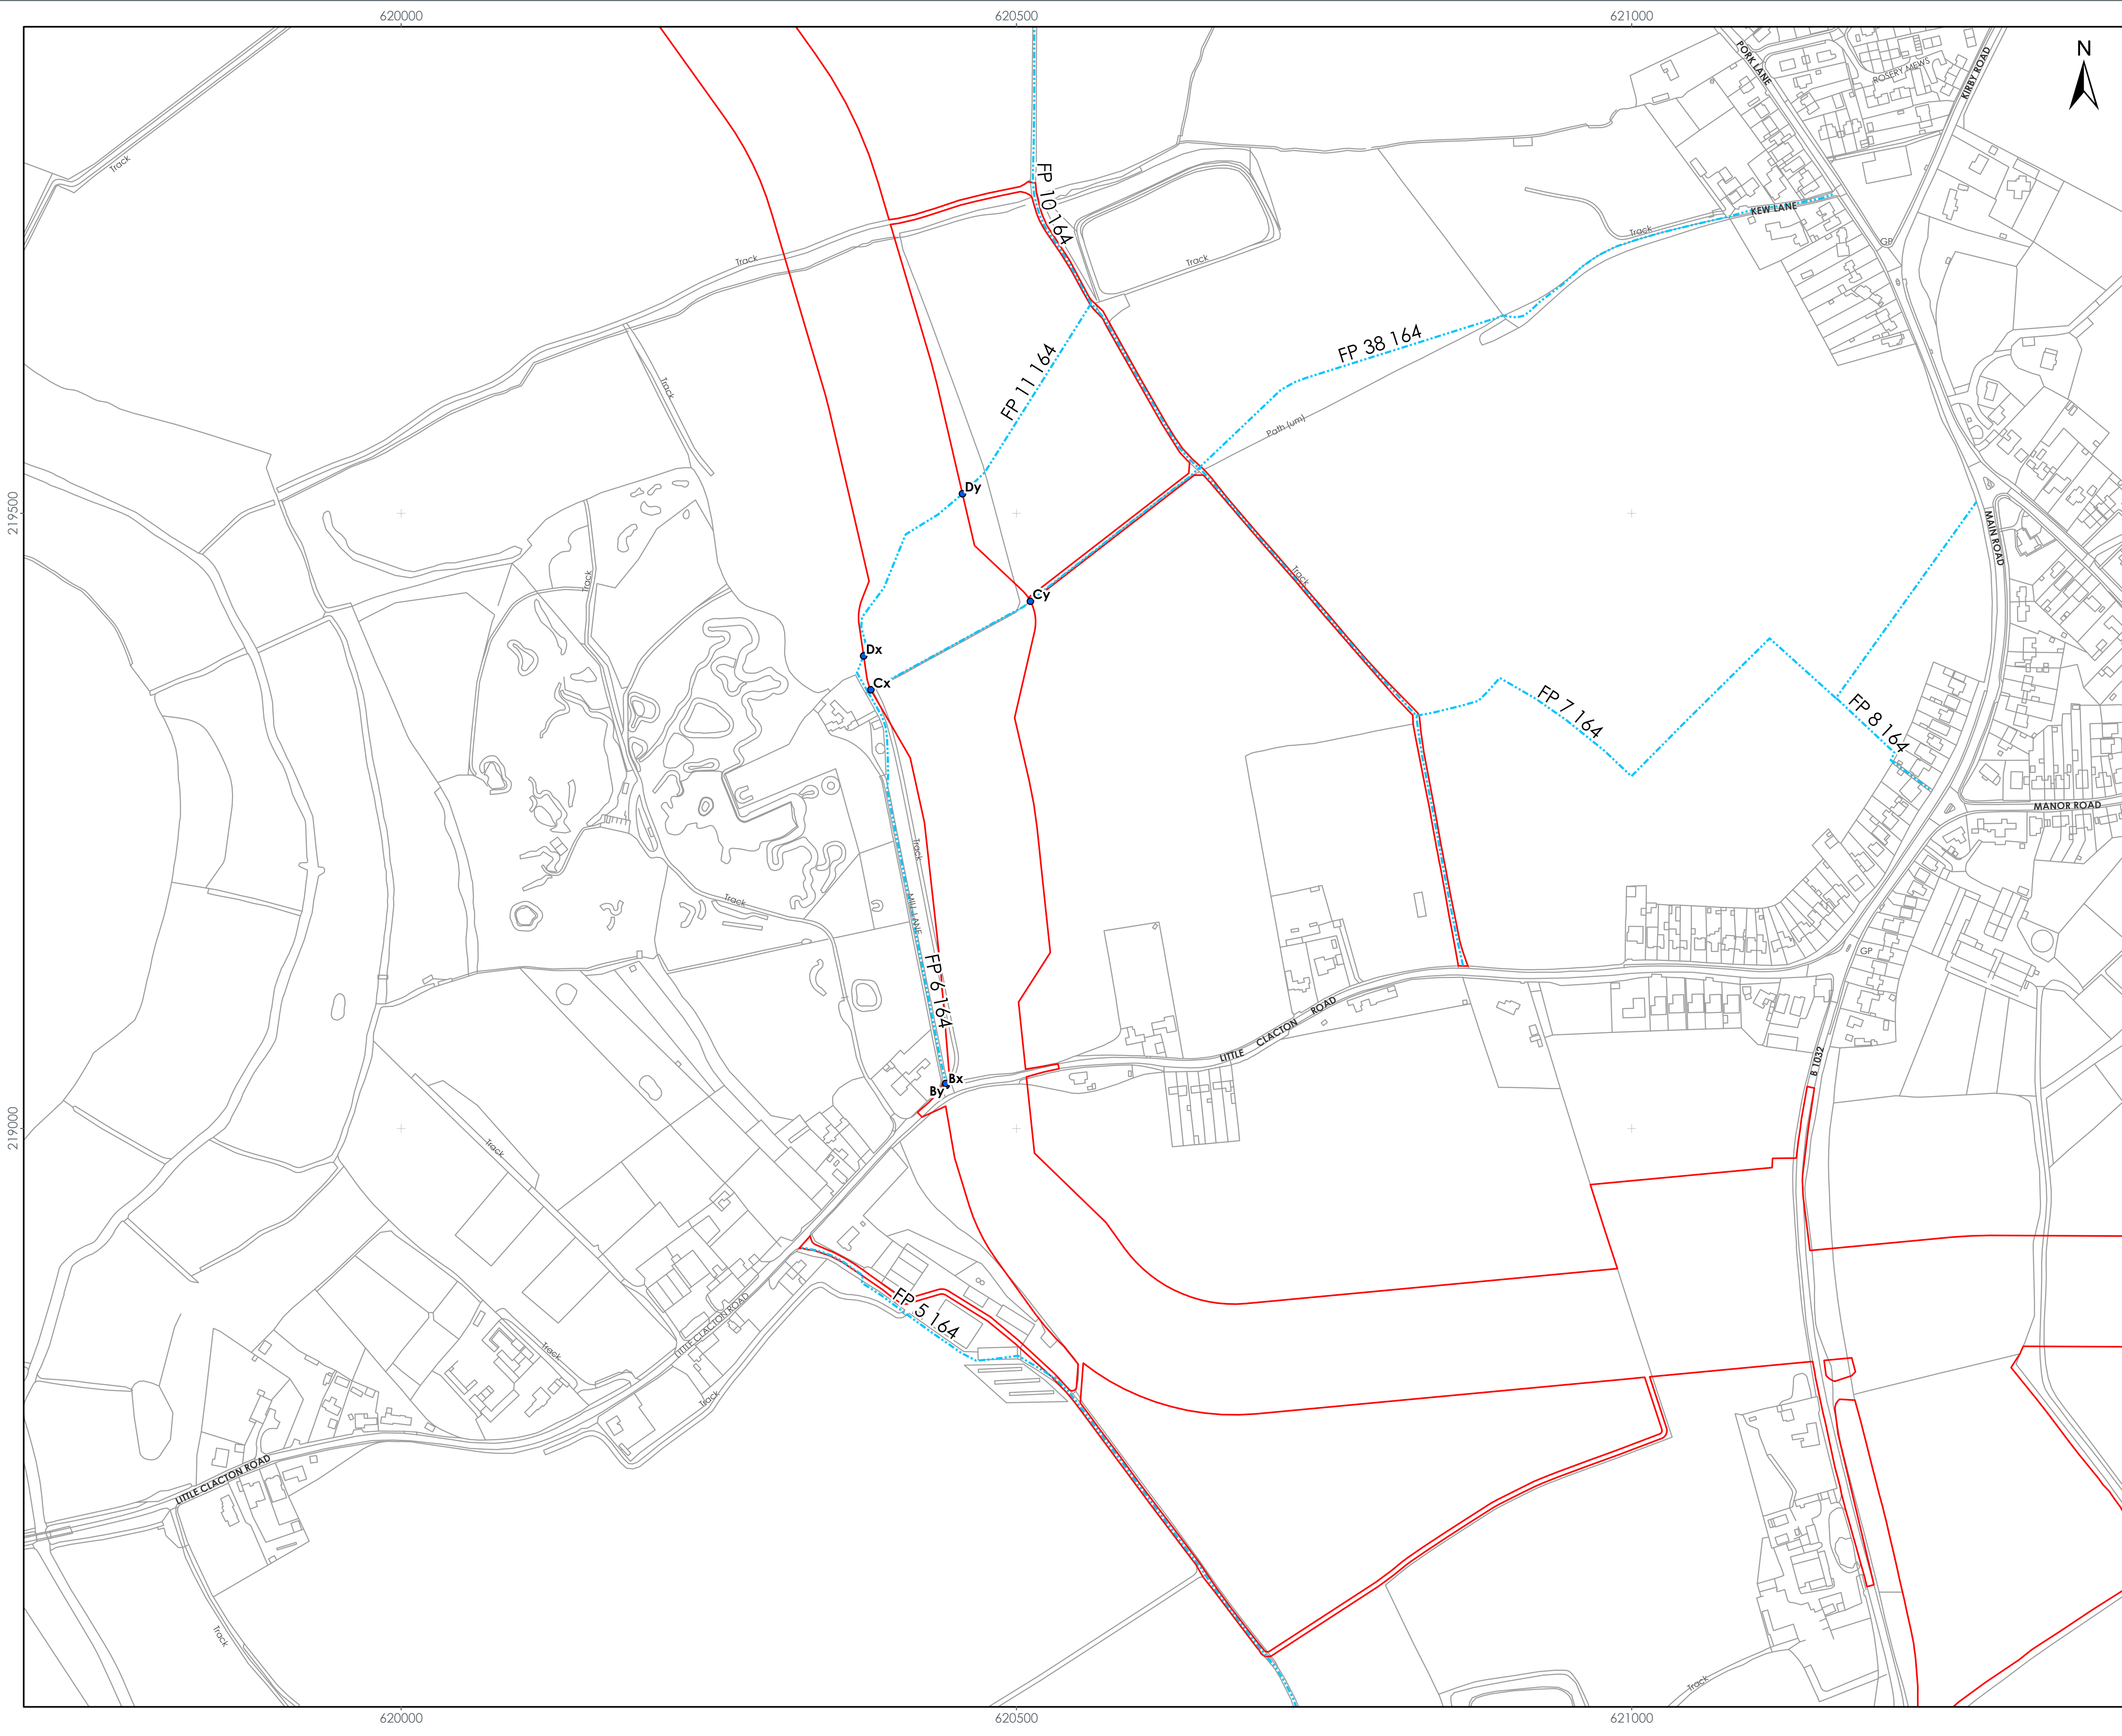 620000
620500
621000
N
PORK LANE
ROSERY MEWS
KIRBY ROAD
Track
FP 10 164
KEW LANE
Track
GP
Track
Track
FP 38 164
FP 11 164
Track
Path (um)
Dy
219500
MAIN ROAD
Track
Track
Cy
Dx
Cx
FP 7 164
FP 8 164
MANOR ROAD
Track
Track
MILL LANE
GP
FP 6 164
LITTLE CLACTON ROAD
B 1032
Bx
By
219000
Track
FP 5 164
LITTLE CLACTON ROAD
Track
Track
LITTLE CLACTON ROAD
Track
Track
620000
620500
621000